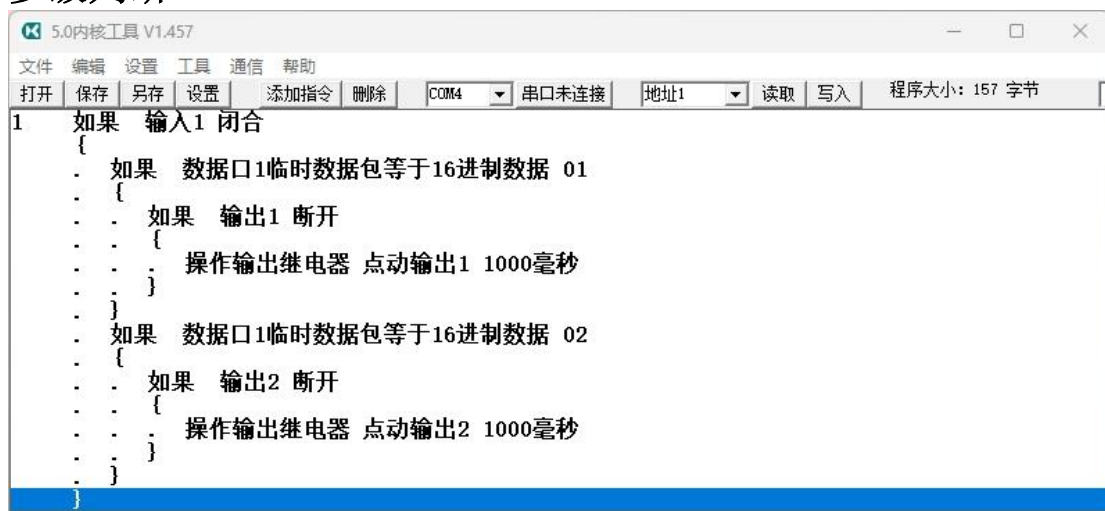 5.0内核工具 V1.457
文件 编辑 设置 工具 通信 帮助
打开 保存 另存 设置 添加指令 删除 COM4 串口未连接 地址1 读取 写入 程序大小: 157 字节
1 如果 输入1 闭合
{
. 如果 数据口1临时数据包等于16进制数据 01
. {
. . 如果 输出1 断开
. . {
. . . 操作输出继电器 点动输出1 1000毫秒
. . }
. }
. 如果 数据口1临时数据包等于16进制数据 02
. {
. . 如果 输出2 断开
. . {
. . . 操作输出继电器 点动输出2 1000毫秒
. . }
. }
}